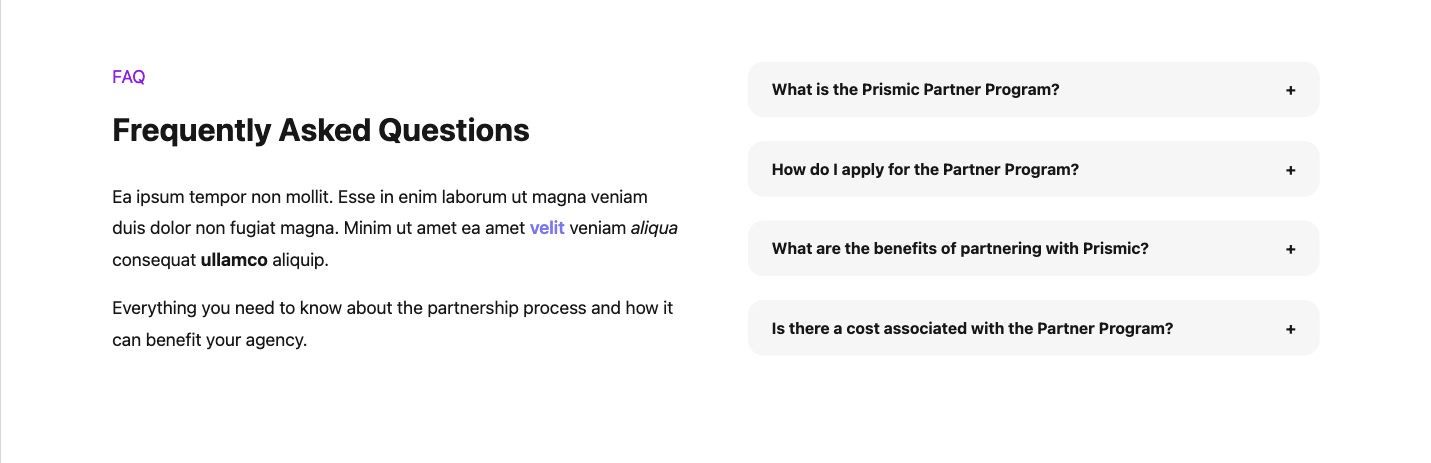 FAQ
Frequently Asked Questions
Ea ipsum tempor non mollit. Esse in enim laborum ut magna veniam
duis dolor non fugiat magna. Minim ut amet ea amet velit veniam aliqua
consequat ullamco aliquip.
Everything you need to know about the partnership process and how it
can benefit your agency.
What is the Prismic Partner Program? +
How do I apply for the Partner Program? +
What are the benefits of partnering with Prismic? +
Is there a cost associated with the Partner Program? +